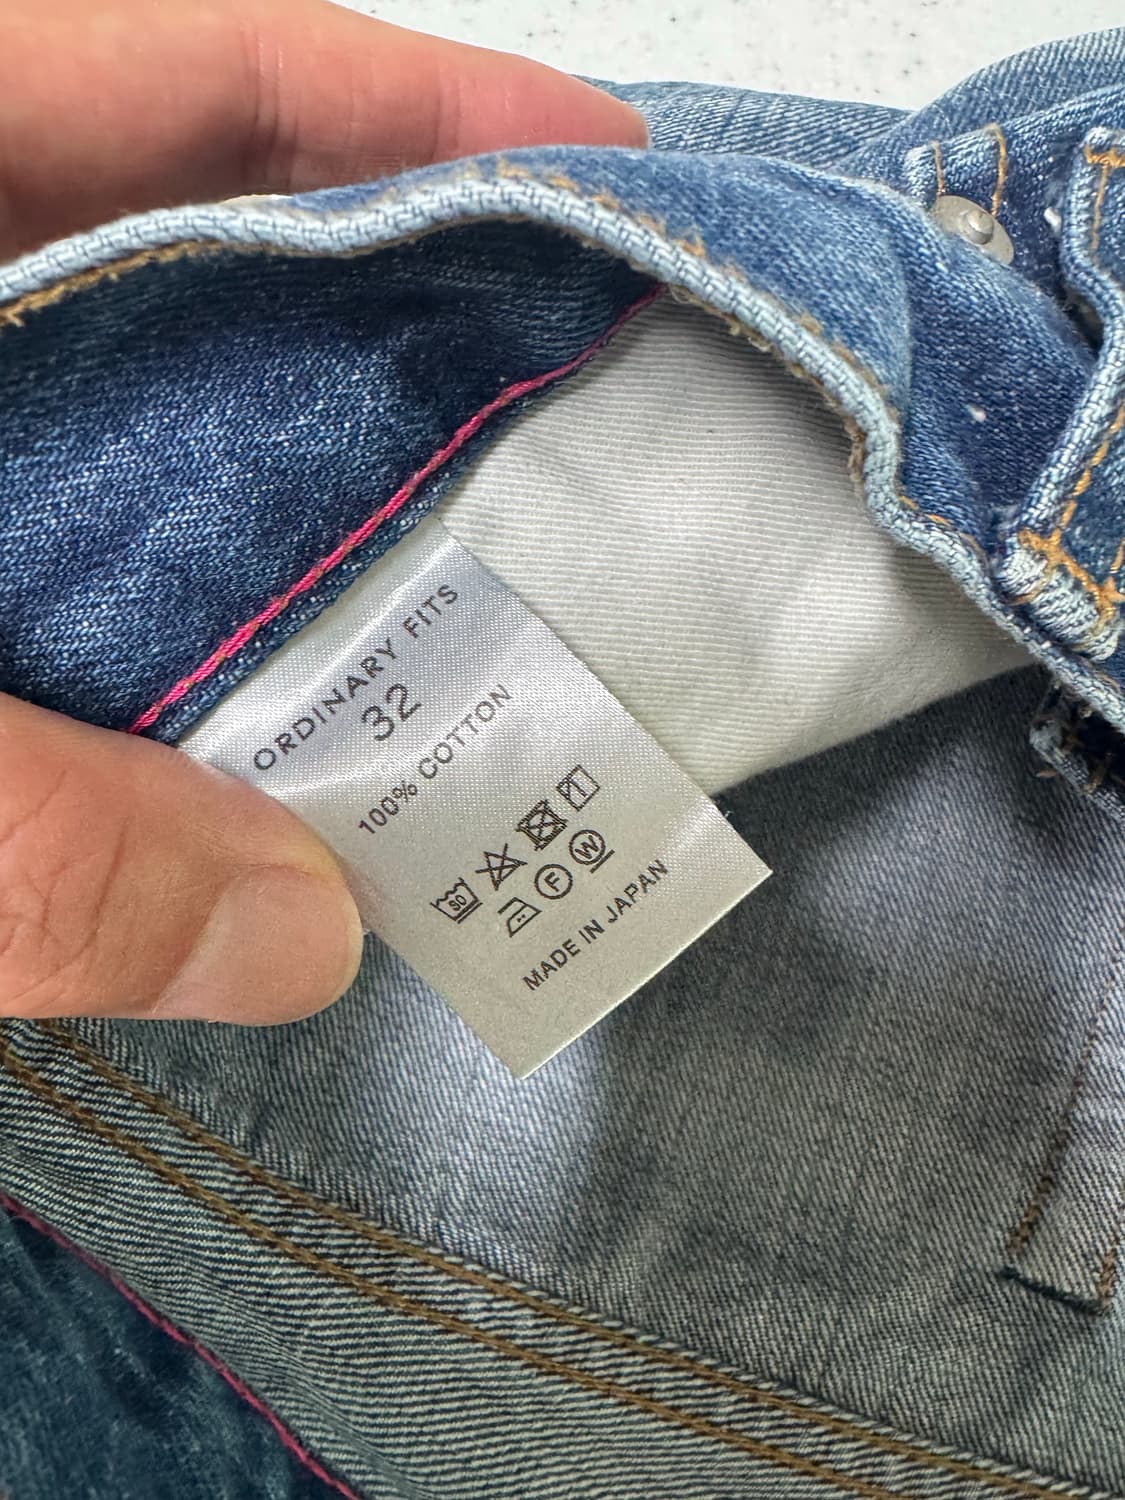 ORDINARY FITS
32
100% COTTON
F W
MADE IN JAPAN